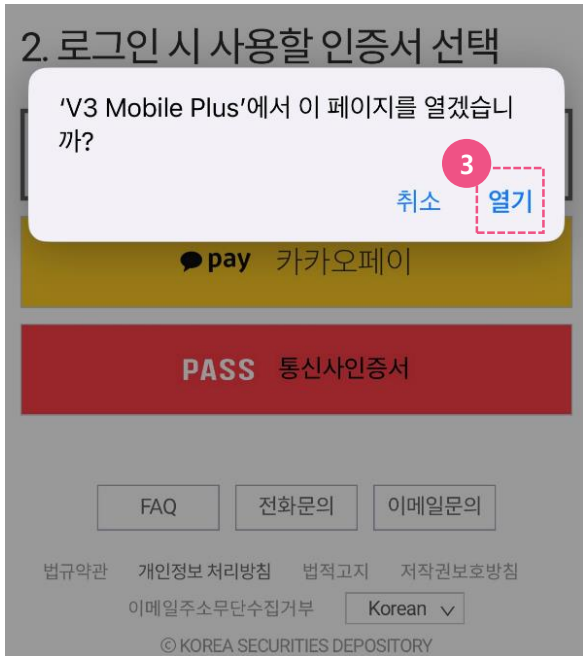 2. 로그인 시 사용할 인증서 선택
‘V3 Mobile Plus’에서 이 페이지를 열겠습니
까?
3
취소 열기
pay 카카오페이
PASS 통신사인증서
FAQ 전화문의 이메일문의
법규약관 개인정보 처리방침 법적고지 저작권보호방침
이메일주소무단수집거부 Korean
© KOREA SECURITIES DEPOSITORY